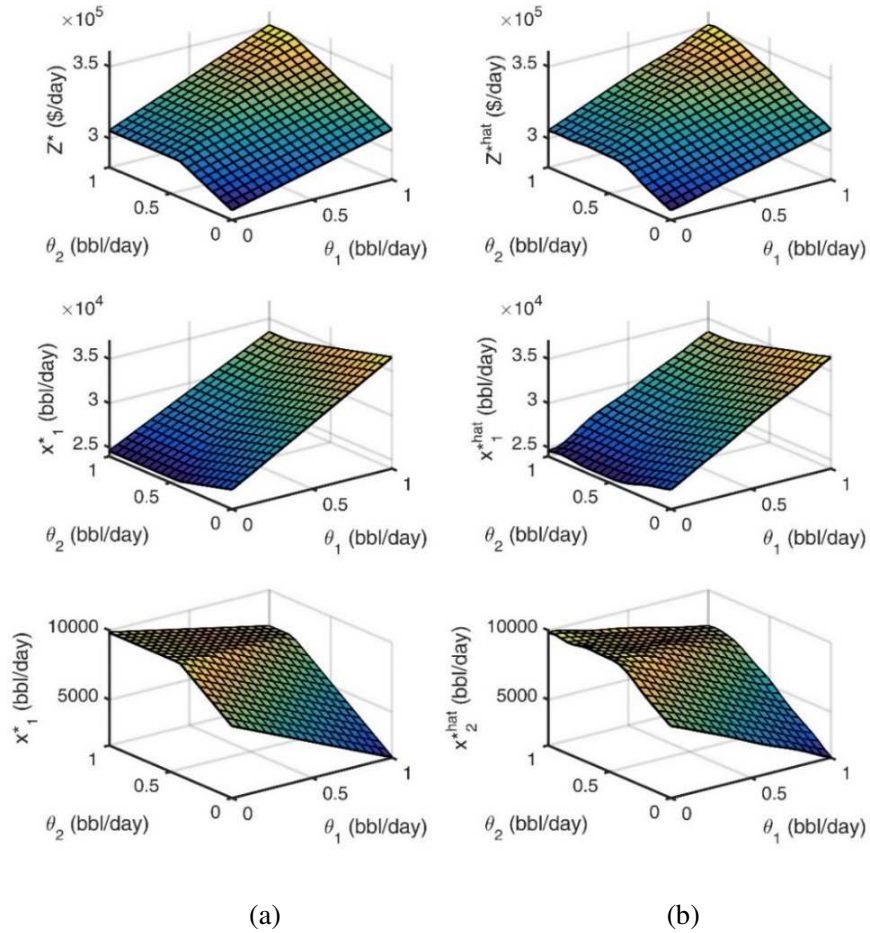 ×10⁵
3.5
3
Z* ($/day)
1
0.5
0
θ₂ (bbl/day)
0
0.5
1
θ₁ (bbl/day)
×10⁵
3.5
3
Z*hat ($/day)
1
0.5
0
θ₂ (bbl/day)
0
0.5
1
θ₁ (bbl/day)
×10⁴
3.5
3
2.5
x*₁ (bbl/day)
1
0.5
0
θ₂ (bbl/day)
0
0.5
1
θ₁ (bbl/day)
×10⁴
3.5
3
2.5
x*hat₁ (bbl/day)
1
0.5
0
θ₂ (bbl/day)
0
0.5
1
θ₁ (bbl/day)
10000
5000
x*₁ (bbl/day)
1
0.5
0
θ₂ (bbl/day)
0
0.5
1
θ₁ (bbl/day)
10000
5000
x*hat₂ (bbl/day)
1
0.5
0
θ₂ (bbl/day)
0
0.5
1
θ₁ (bbl/day)
(a)
(b)